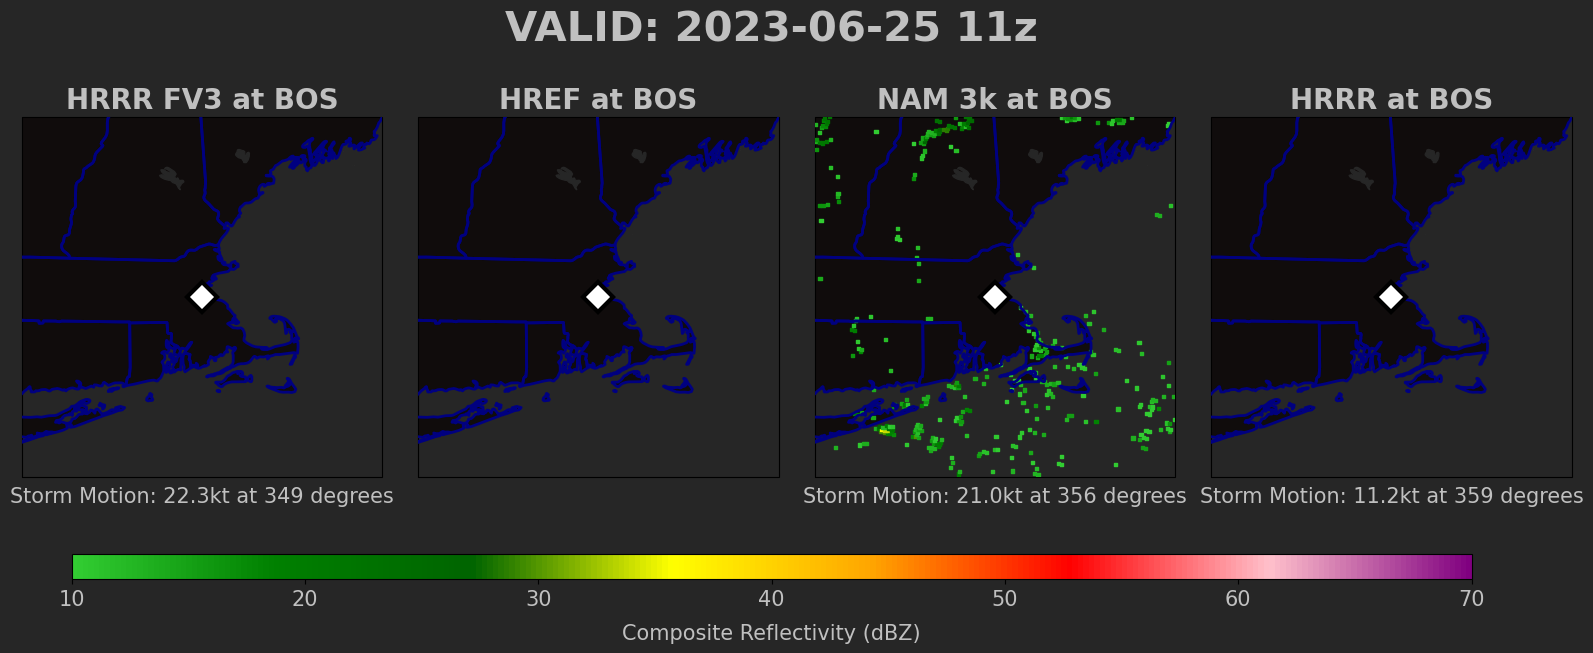 VALID: 2023-06-25 11z
HRRR FV3 at BOS
HREF at BOS
NAM 3k at BOS
HRRR at BOS
Storm Motion: 22.3kt at 349 degrees
Storm Motion: 21.0kt at 356 degrees
Storm Motion: 11.2kt at 359 degrees
10 20 30 40 50 60 70
Composite Reflectivity (dBZ)